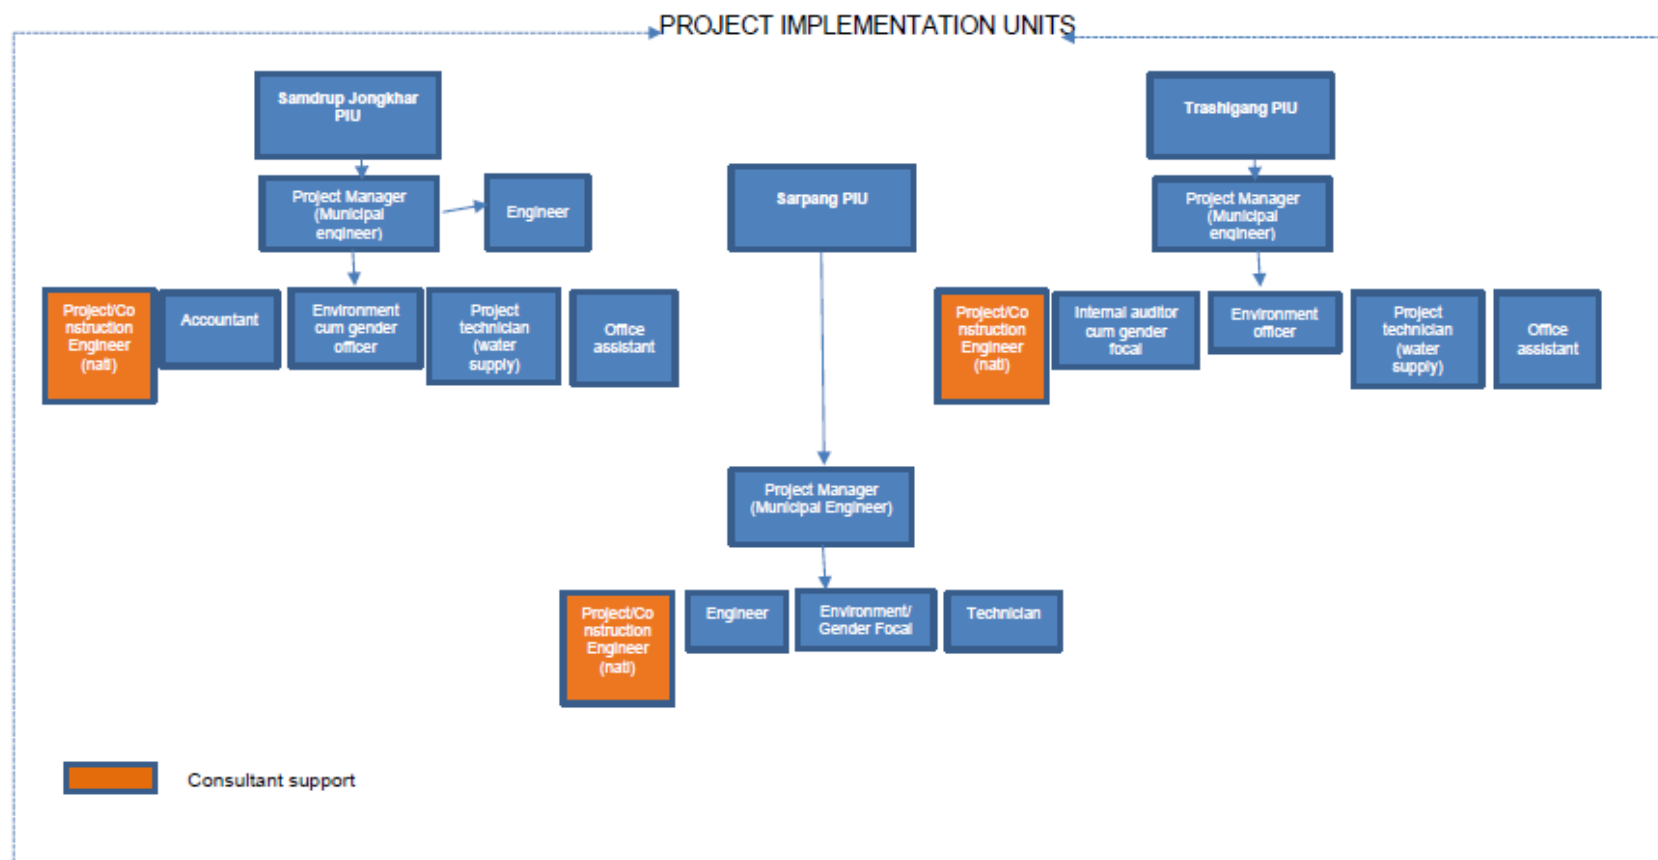 PROJECT IMPLEMENTATION UNITS
Samdrup Jongkhar
PIU
Project Manager
(Municipal
engineer)
Engineer
Project/Co
nstruction
Engineer
(natl)
Accountant
Environment
cum gender
officer
Project
technician
(water
supply)
Office
assistant
Sarpang PIU
Project Manager
(Municipal Engineer)
Project/Co
nstruction
Engineer
(natl)
Engineer
Environment/
Gender Focal
Technician
Trashigang PIU
Project Manager
(Municipal
engineer)
Project/Co
nstruction
Engineer
(natl)
Internal auditor
cum gender
focal
Environment
officer
Project
technician
(water
supply)
Office
assistant
Consultant support